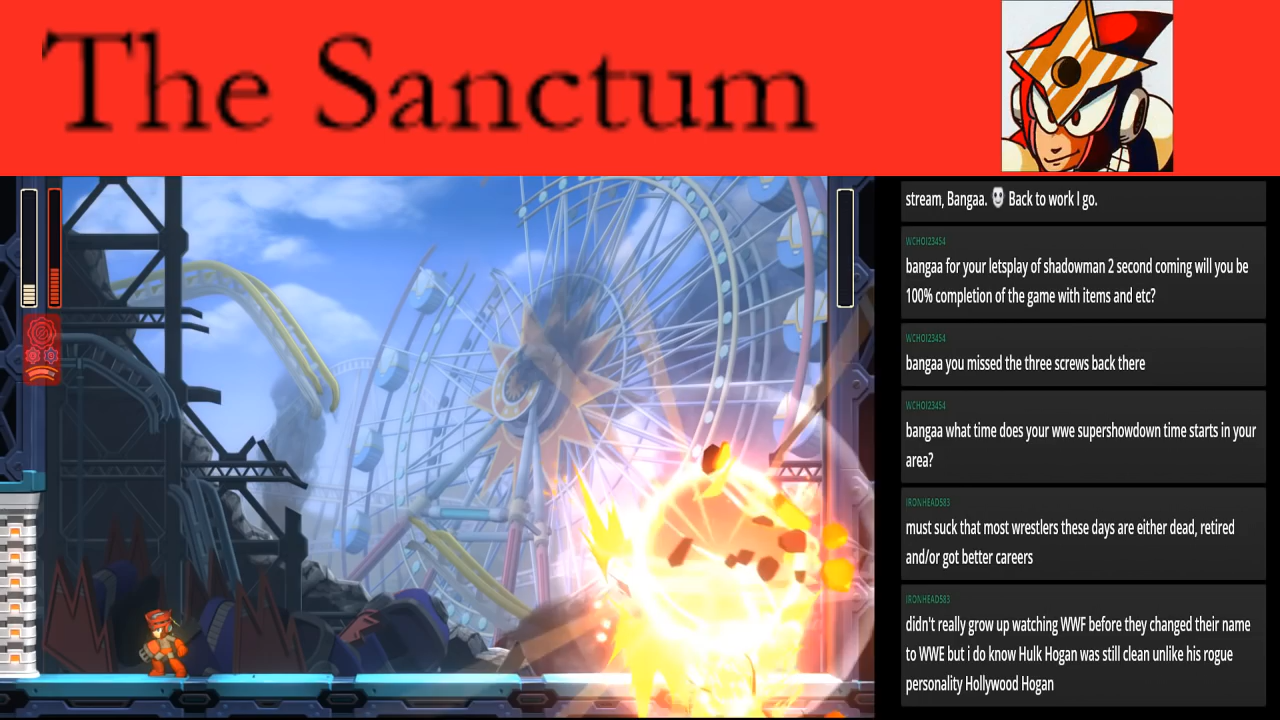 The Sanctum
stream, Bangaa. Back to work I go.
WCHOI23454
bangaa for your letsplay of shadowman 2 second coming will you be
100% completion of the game with items and etc?
WCHOI23454
bangaa you missed the three screws back there
WCHOI23454
bangaa what time does your wwe supershowdown time starts in your
area?
IRONHEAD583
must suck that most wrestlers these days are either dead, retired
and/or got better careers
IRONHEAD583
didn't really grow up watching WWF before they changed their name
to WWE but i do know Hulk Hogan was still clean unlike his rogue
personality Hollywood Hogan